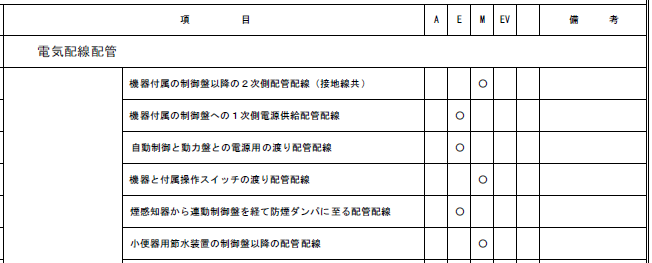 項 目 A E M EV 備 考
電気配線配管
機器付属の制御盤以降の２次側配管配線（接地線共） ○
機器付属の制御盤への１次側電源供給配管配線 ○
自動制御と動力盤との電源用の渡り配管配線 ○
機器と付属操作スイッチの渡り配管配線 ○
煙感知器から連動制御盤を経て防煙ダンパに至る配管配線 ○
小便器用節水装置の制御盤以降の配管配線 ○